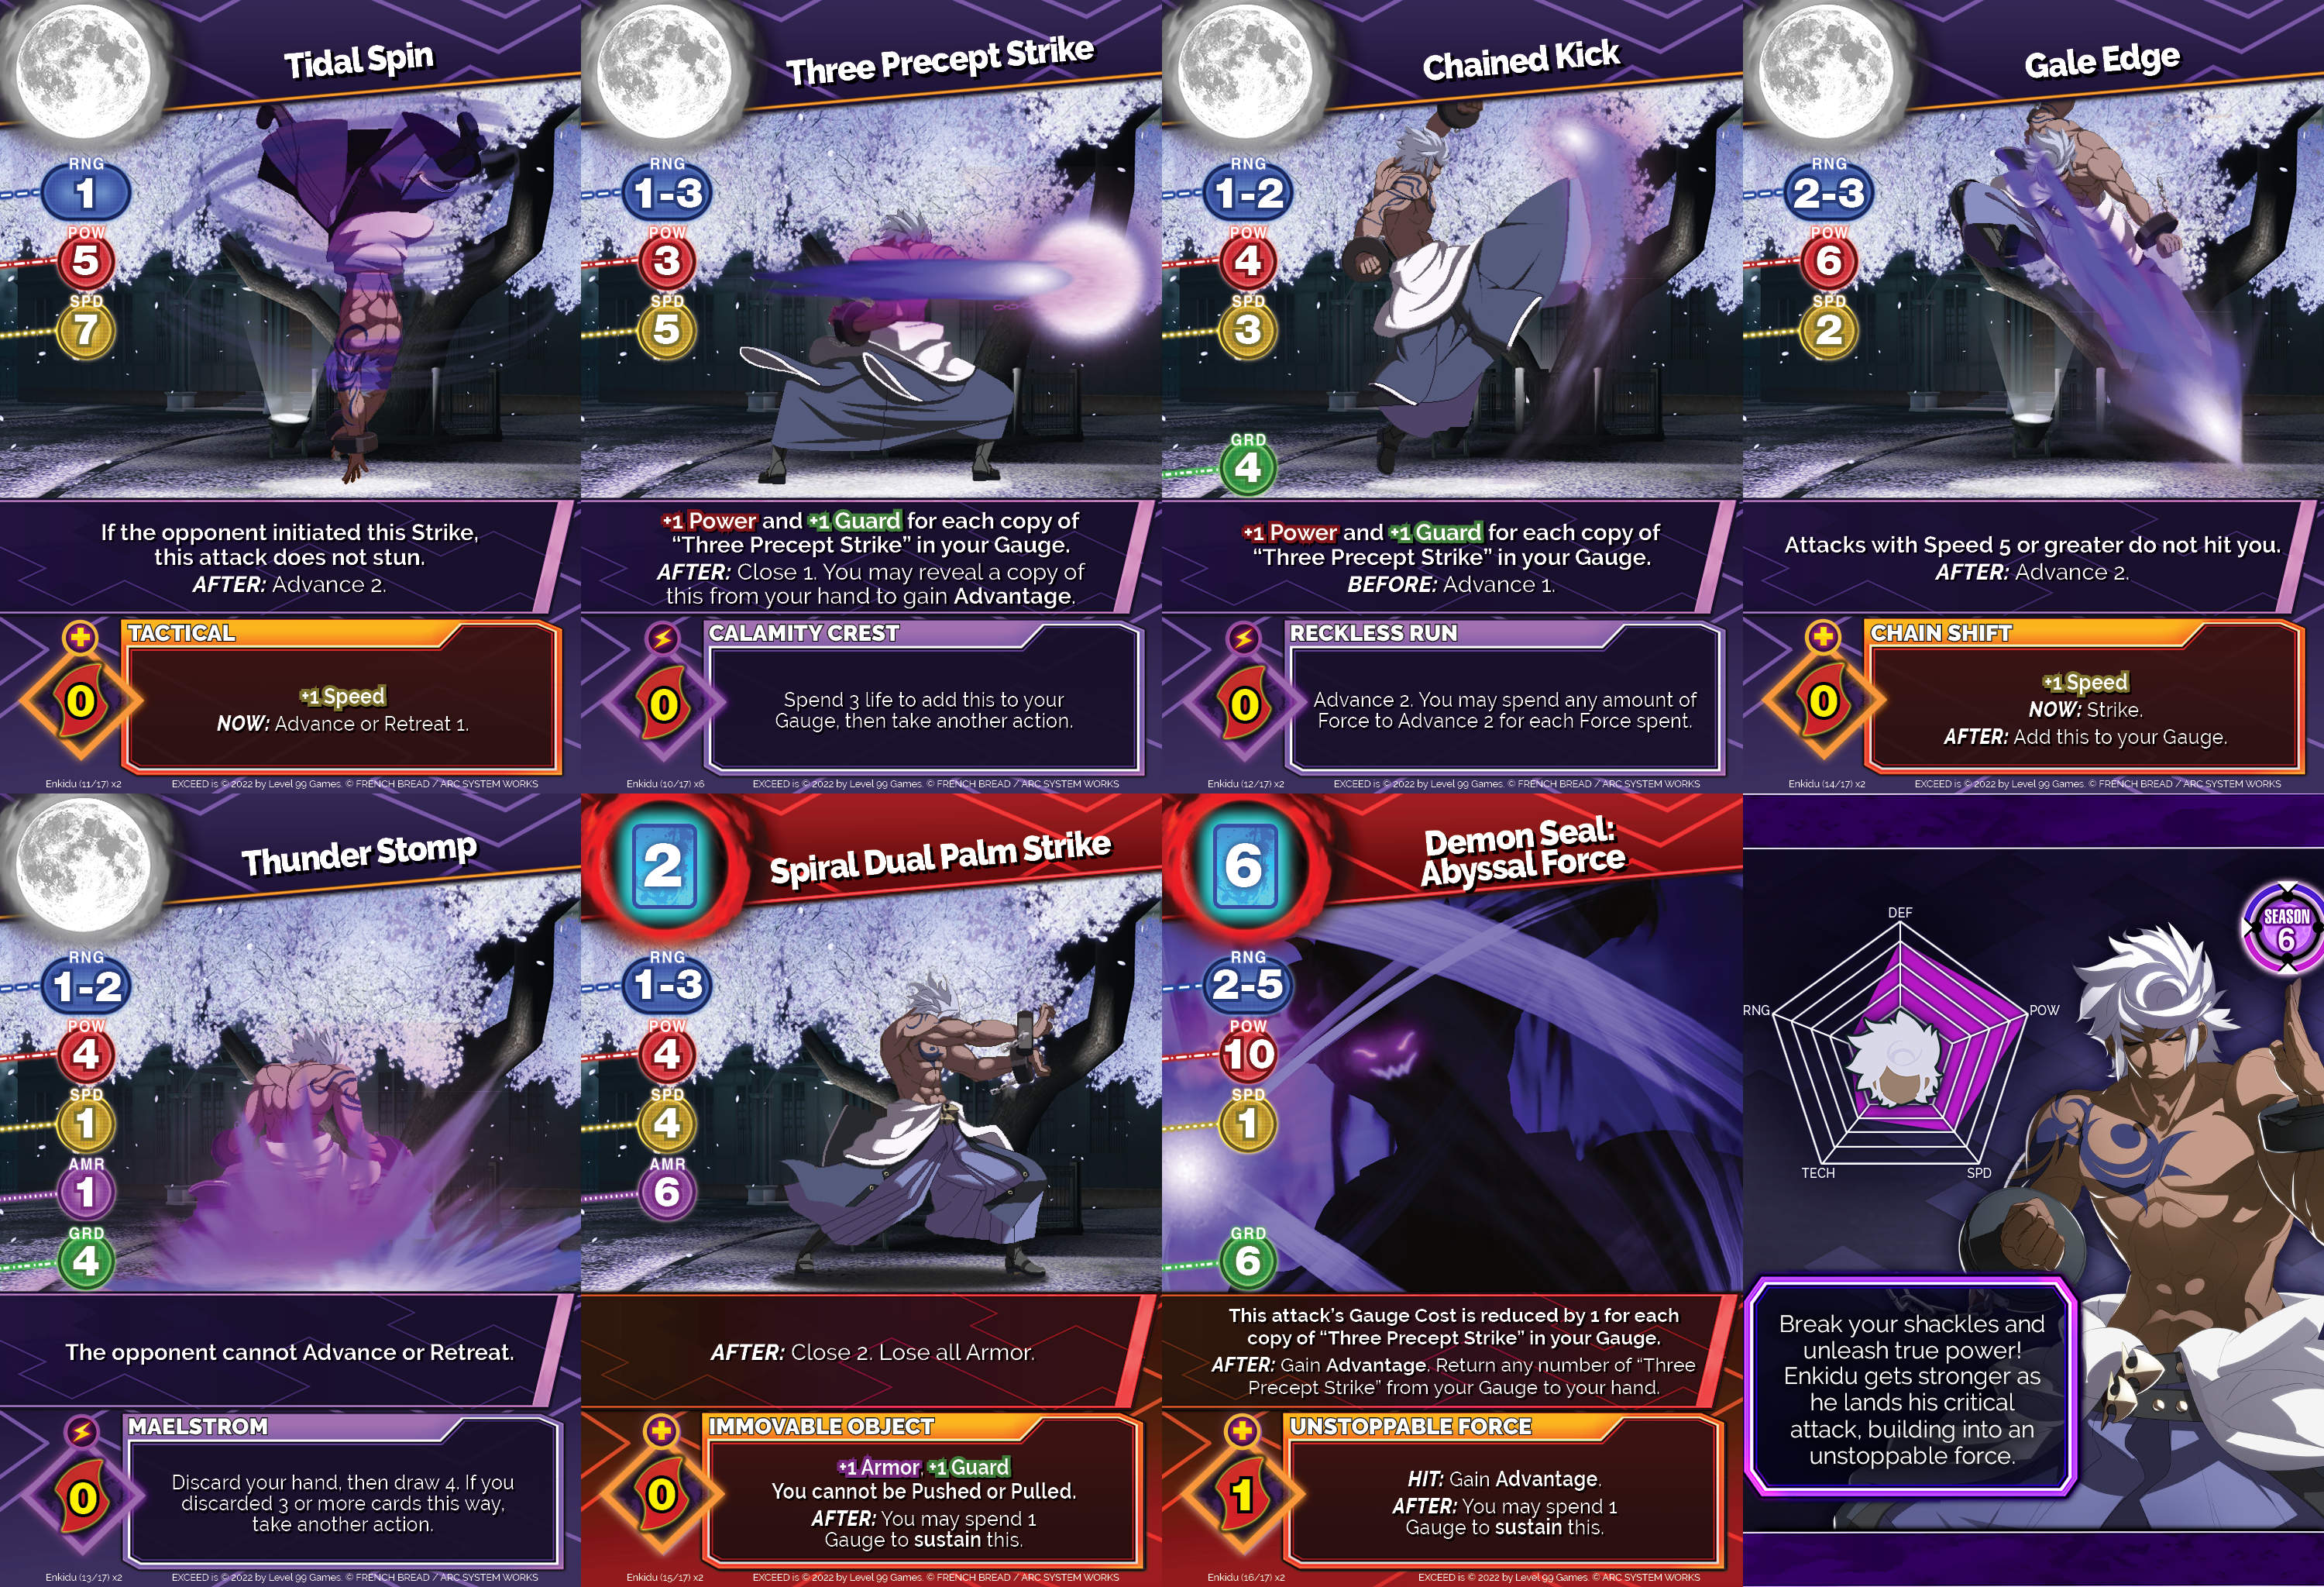 Tidal Spin
RNG
1
POW
5
SPD
7
If the opponent initiated this Strike,
this attack does not stun.
AFTER: Advance 2.
TACTICAL
0
+1 Speed
NOW: Advance or Retreat 1.
Enkidu (11/17) x2
EXCEED is © 2022 by Level 99 Games. © FRENCH BREAD / ARC SYSTEM WORKS
Three Precept Strike
RNG
1-3
POW
3
SPD
5
+1 Power and +1 Guard for each copy of
“Three Precept Strike” in your Gauge.
AFTER: Close 1. You may reveal a copy of
this from your hand to gain Advantage.
CALAMITY CREST
0
Spend 3 life to add this to your
Gauge, then take another action.
Enkidu (10/17) x6
EXCEED is © 2022 by Level 99 Games. © FRENCH BREAD / ARC SYSTEM WORKS
Chained Kick
RNG
1-2
POW
4
SPD
3
GRD
4
+1 Power and +1 Guard for each copy of
“Three Precept Strike” in your Gauge.
BEFORE: Advance 1.
RECKLESS RUN
0
Advance 2. You may spend any amount of
Force to Advance 2 for each Force spent.
Enkidu (12/17) x2
EXCEED is © 2022 by Level 99 Games. © FRENCH BREAD / ARC SYSTEM WORKS
Gale Edge
RNG
2-3
POW
6
SPD
2
Attacks with Speed 5 or greater do not hit you.
AFTER: Advance 2.
CHAIN SHIFT
0
+1 Speed
NOW: Strike.
AFTER: Add this to your Gauge.
Enkidu (14/17) x2
EXCEED is © 2022 by Level 99 Games. © FRENCH BREAD / ARC SYSTEM WORKS
Thunder Stomp
RNG
1-2
POW
4
SPD
1
AMR
1
GRD
4
The opponent cannot Advance or Retreat.
MAELSTROM
0
Discard your hand, then draw 4. If you
discarded 3 or more cards this way,
take another action.
Enkidu (13/17) x2
EXCEED is © 2022 by Level 99 Games. © FRENCH BREAD / ARC SYSTEM WORKS
2
Spiral Dual Palm Strike
RNG
1-3
POW
4
SPD
4
AMR
6
AFTER: Close 2. Lose all Armor.
IMMOVABLE OBJECT
0
+1 Armor, +1 Guard
You cannot be Pushed or Pulled.
AFTER: You may spend 1
Gauge to sustain this.
Enkidu (15/17) x2
EXCEED is © 2022 by Level 99 Games. © FRENCH BREAD / ARC SYSTEM WORKS
6
Demon Seal:
Abyssal Force
RNG
2-5
POW
10
SPD
1
GRD
6
This attack’s Gauge Cost is reduced by 1 for each
copy of “Three Precept Strike” in your Gauge.
AFTER: Gain Advantage. Return any number of “Three
Precept Strike” from your Gauge to your hand.
UNSTOPPABLE FORCE
1
HIT: Gain Advantage.
AFTER: You may spend 1
Gauge to sustain this.
Enkidu (16/17) x2
EXCEED is © 2022 by Level 99 Games. © ARC SYSTEM WORKS
SEASON
6
DEF
RNG
POW
TECH
SPD
Break your shackles and
unleash true power!
Enkidu gets stronger as
he lands his critical
attack, building into an
unstoppable force.